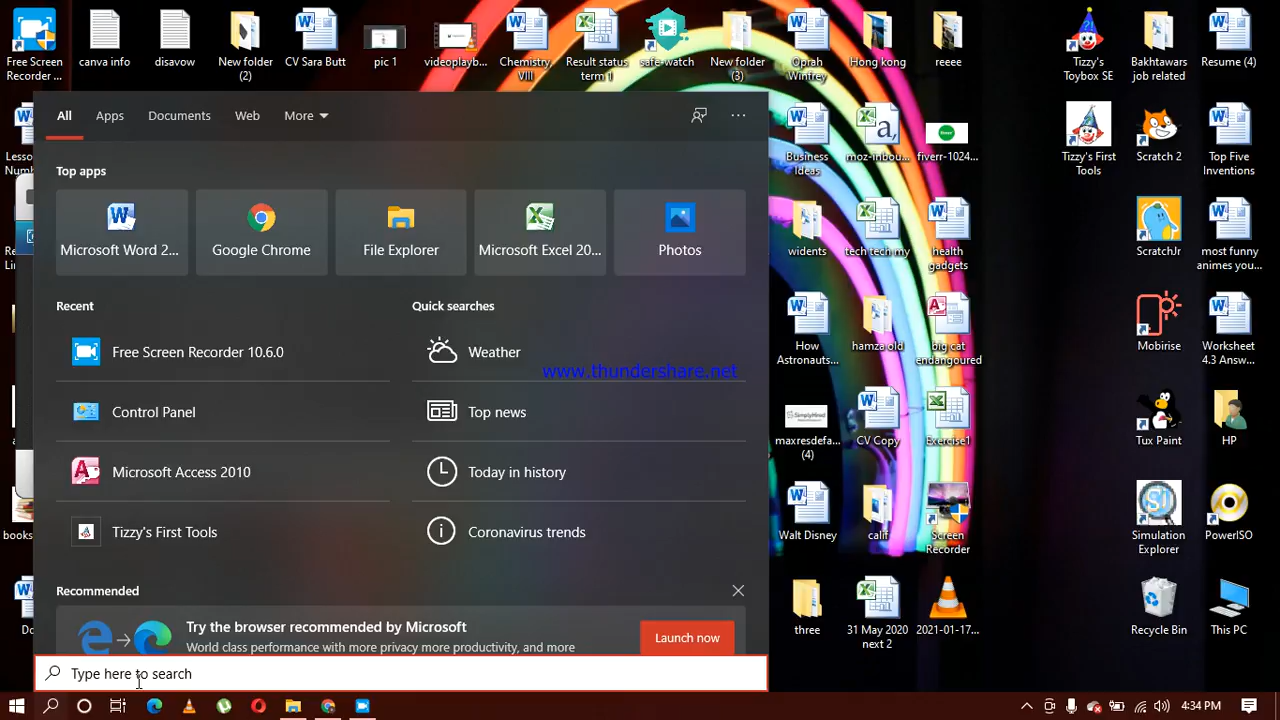 Free Screen Recorder ...
canva info
disavow
New folder (2)
CV Sara Butt
pic 1
videoplayb...
Chemistry VIII
Result status term 1
safe-watch
New folder (3)
Oprah Winfrey
Hong kong
reeee
Tizzy's Toybox SE
Bakhtawars job related
Resume (4)
All
Apps
Documents
Web
More
Top apps
Microsoft Word 2...
Google Chrome
File Explorer
Microsoft Excel 20...
Photos
Recent
Free Screen Recorder 10.6.0
Control Panel
Microsoft Access 2010
Tizzy's First Tools
Quick searches
Weather
www.thundershare.net
Top news
Today in history
Coronavirus trends
Recommended
Try the browser recommended by Microsoft
World class performance with more privacy more productivity, and more
Launch now
Type here to search
Business Ideas
moz-inbou...
fiverr-1024...
Tizzy's First Tools
Scratch 2
Top Five Inventions
widents
tech tech my
health gadgets
ScratchJr
most funny animes you...
How Astronauts...
hamza old
big cat endangoured
Mobirise
Worksheet 4.3 Answ...
SimplyHired
maxresdefa... (4)
CV Copy
Exercise1
Tux Paint
HP
Walt Disney
calif
Screen Recorder
Simulation Explorer
PowerISO
three
31 May 2020 next 2
2021-01-17...
Recycle Bin
This PC
books
4:34 PM